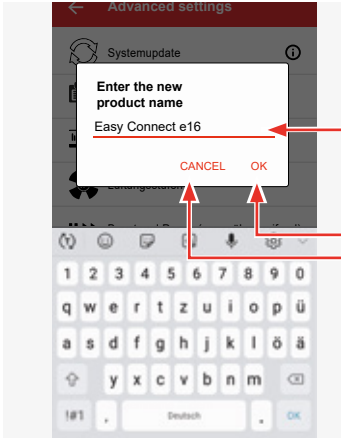 Advanced settings
Systemupdate
Enter the new
product name
Easy Connect e16
CANCEL OK
1 2 3 4 5 6 7 8 9 0
q w e r t z u i o p ü
a s d f g h j k l ö ä
y x c v b n m
!#1 , Deutsch . OK